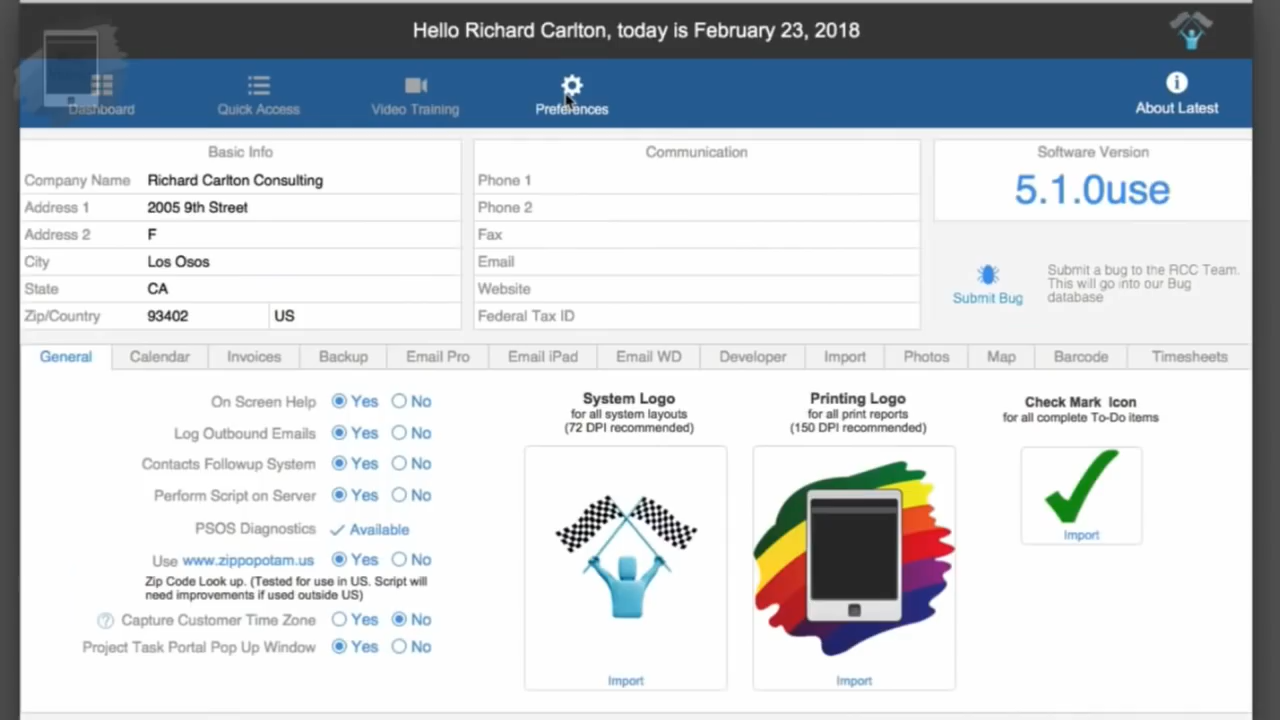 Hello Richard Carlton, today is February 23, 2018
Dashboard
Quick Access
Video Training
Preferences
About Latest
Basic Info
Company Name Richard Carlton Consulting
Address 1 2005 9th Street
Address 2 F
City Los Osos
State CA
Zip/Country 93402 US
Communication
Phone 1
Phone 2
Fax
Email
Website
Federal Tax ID
Software Version
5.1.0use
Submit Bug
Submit a bug to the RCC Team.
This will go into our Bug
database
General Calendar Invoices Backup Email Pro Email iPad Email WD Developer Import Photos Map Barcode Timesheets
On Screen Help Yes No
Log Outbound Emails Yes No
Contacts Followup System Yes No
Perform Script on Server Yes No
PSOS Diagnostics Available
Use www.zippopotam.us Yes No
Zip Code Look up. (Tested for use in US. Script will
need improvements if used outside US)
? Capture Customer Time Zone Yes No
Project Task Portal Pop Up Window Yes No
System Logo
for all system layouts
(72 DPI recommended)
Import
Printing Logo
for all print reports
(150 DPI recommended)
Import
Check Mark Icon
for all complete To-Do items
Import